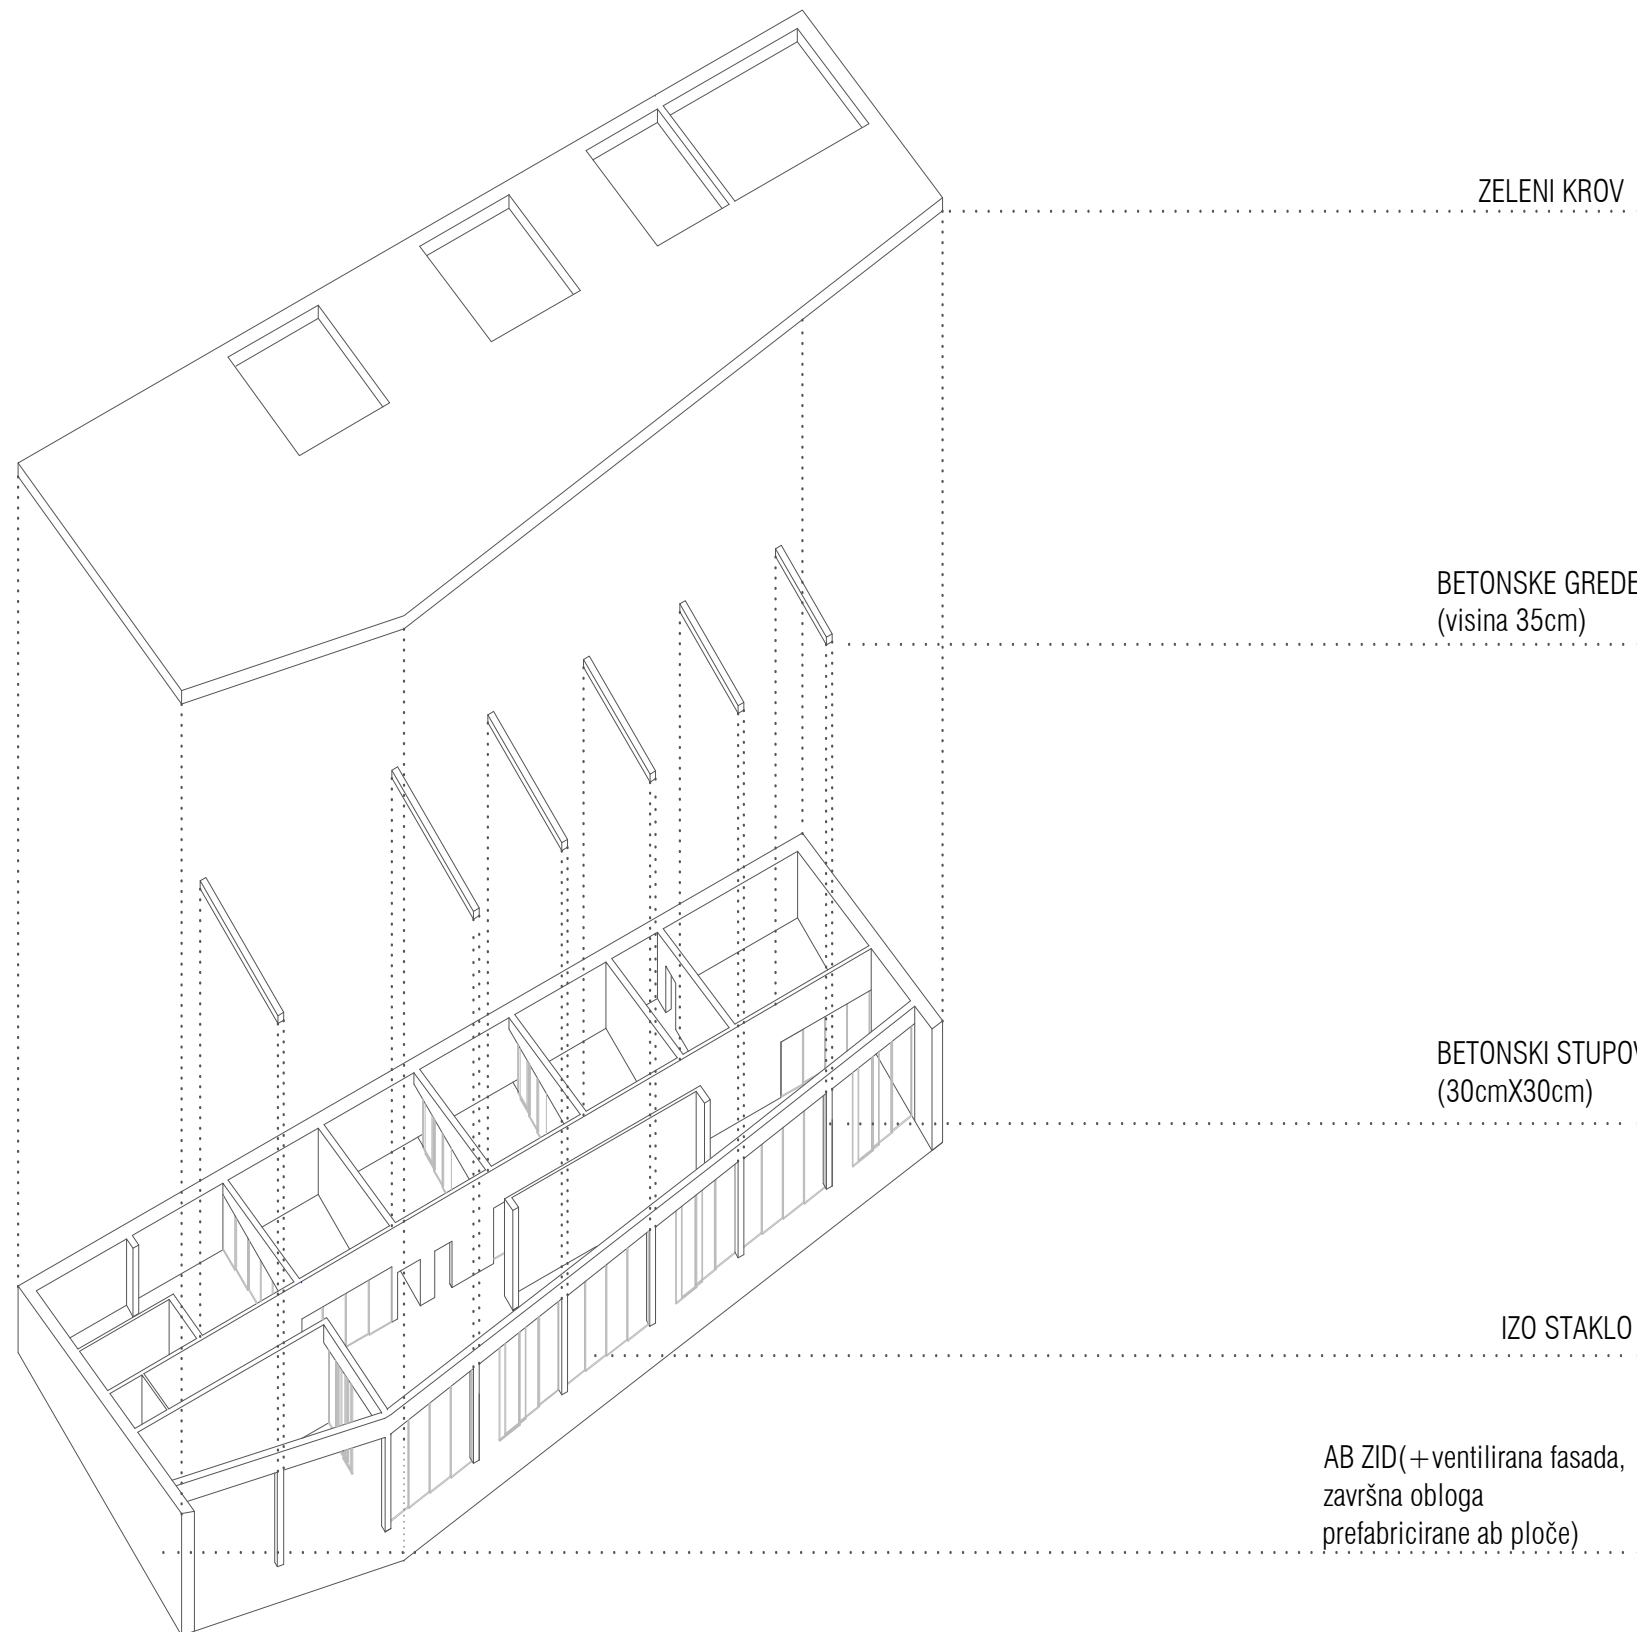 ZELENI KROV
BETONSKE GREDE
(visina 35cm)
BETONSKI STUPOV
(30cmX30cm)
IZO STAKLO
AB ZID(+ventilirana fasada,
završna obloga
prefabricirane ab ploče)